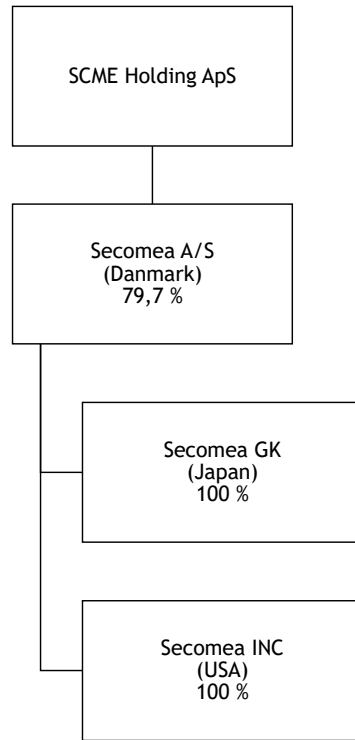 SCME Holding ApS
Secomea A/S
(Danmark)
79,7 %
Secomea GK
(Japan)
100 %
Secomea INC
(USA)
100 %